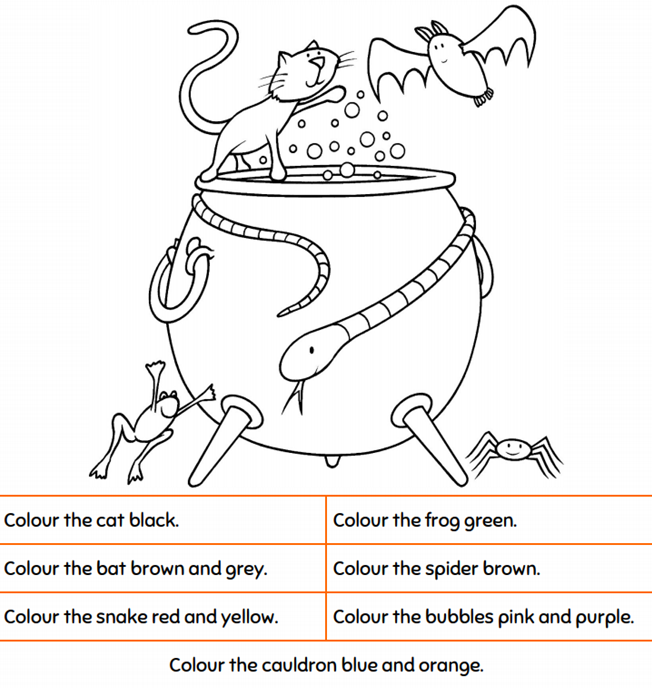 Colour the cat black.
Colour the frog green.
Colour the bat brown and grey.
Colour the spider brown.
Colour the snake red and yellow.
Colour the bubbles pink and purple.
Colour the cauldron blue and orange.